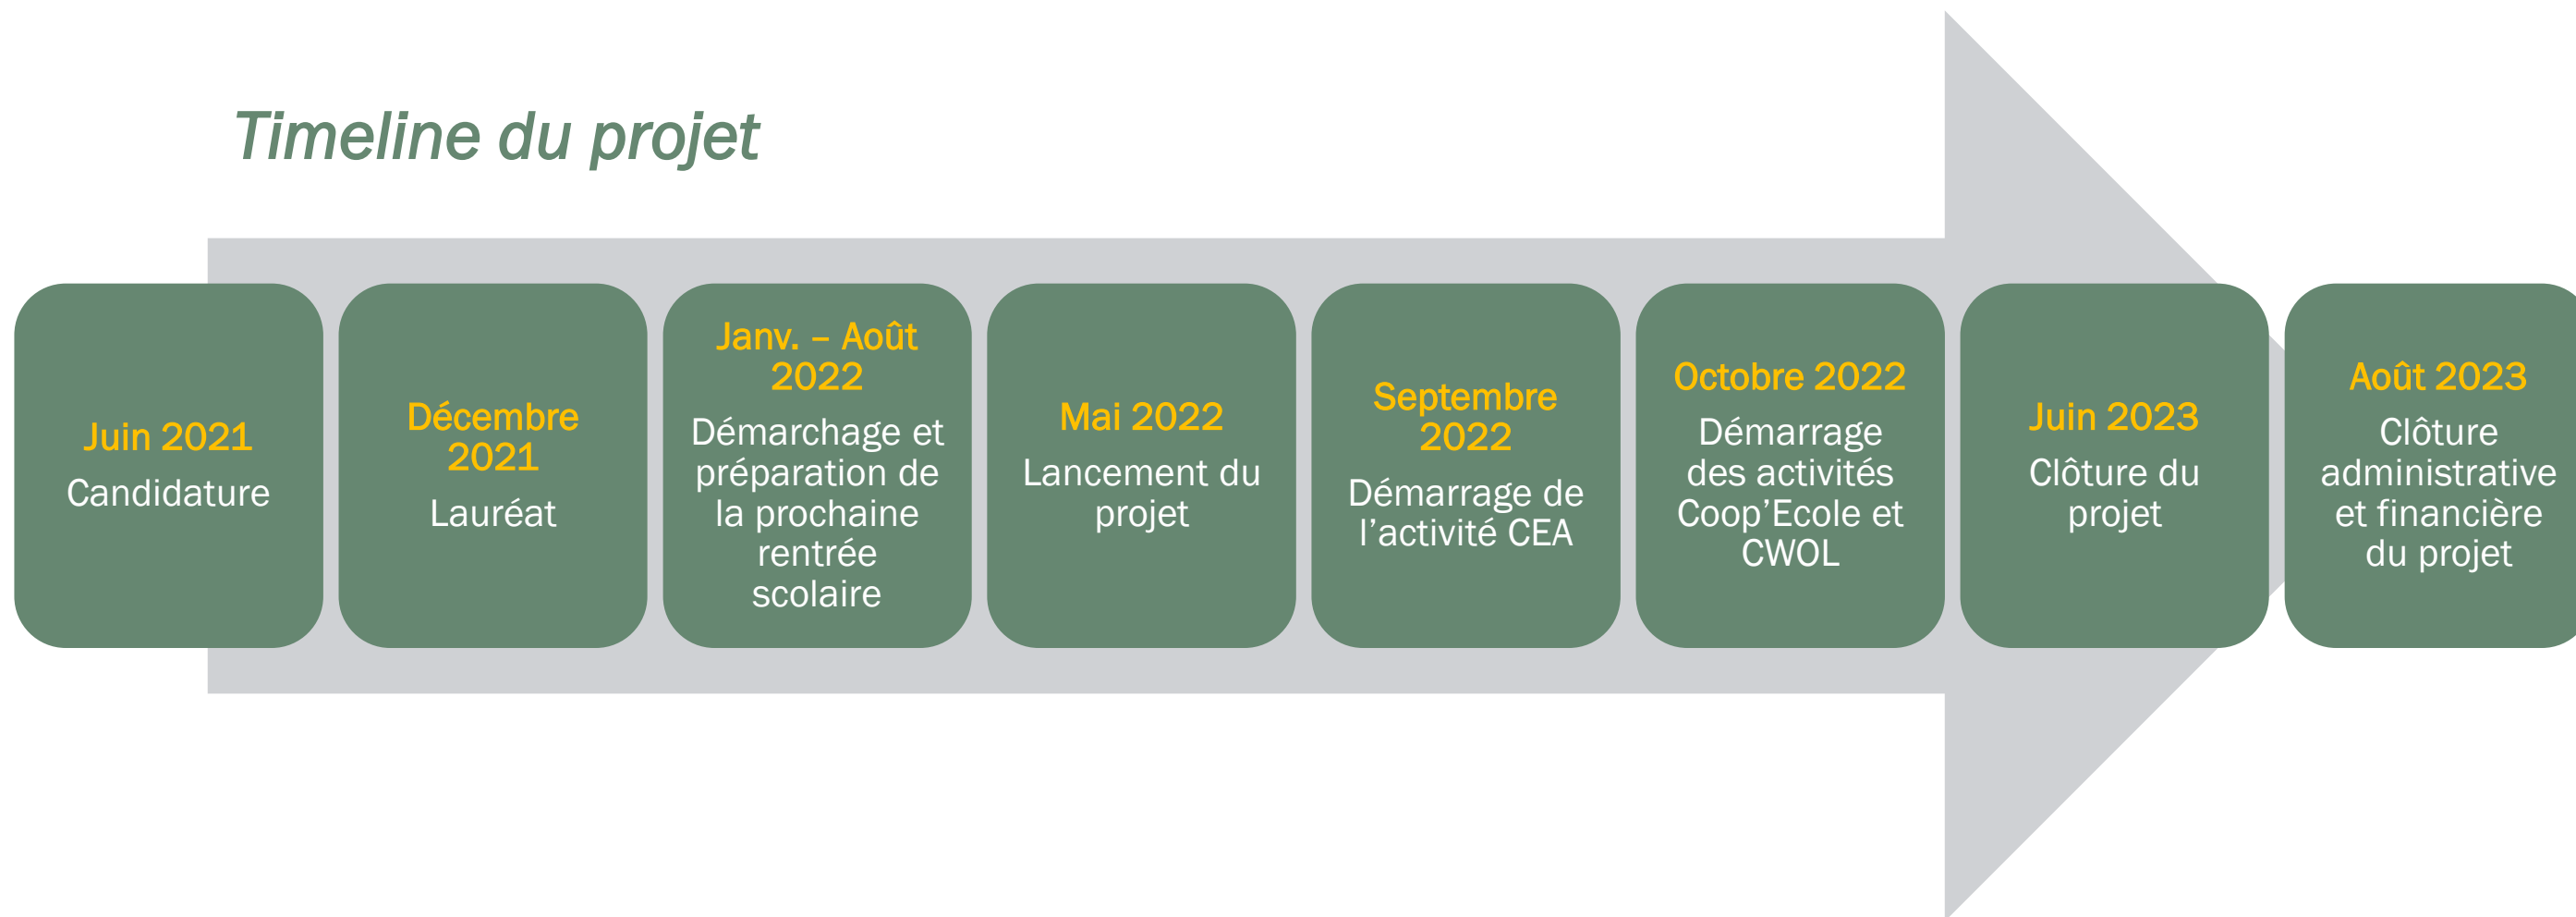 Timeline du projet
Juin 2021
Candidature
Décembre
2021
Lauréat
Janv. – Août
2022
Démarchage et
préparation de
la prochaine
rentrée
scolaire
Mai 2022
Lancement du
projet
Septembre
2022
Démarrage de
l’activité CEA
Octobre 2022
Démarrage
des activités
Coop’Ecole et
CWOL
Juin 2023
Clôture du
projet
Août 2023
Clôture
administrative
et financière
du projet